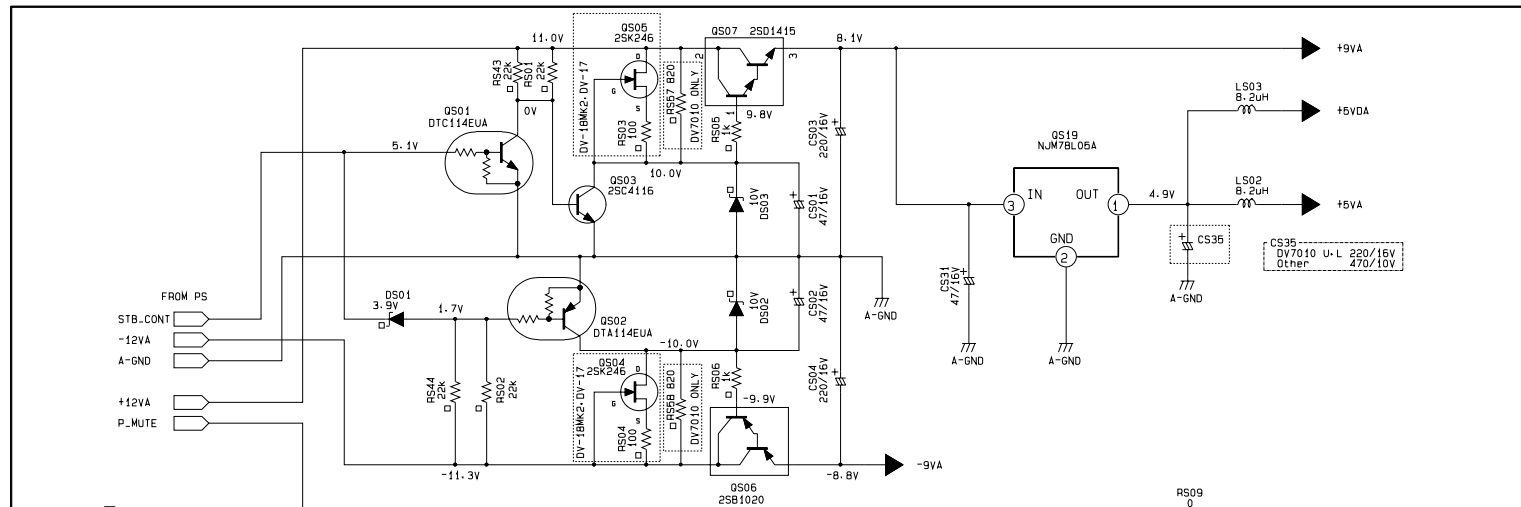 QS05
2SK246
11.0V
QS07 2SD1415
8.1V
+9VA
RS43
22k
RS01
22k
DV-18MK2. DV-17
D
G
S
RS03
100
RS57 820
DV7010 ONLY
2
3
1
9.8V
RS05
1k
CS03
220/16V
LS03
8.2uH
+5VDA
QS01
DTC114EUA
0V
5.1V
QS19
NJM78L05A
QS03
2SC4116
10.0V
10V
DS03
CS01
47/16V
3
IN
OUT
1
4.9V
LS02
8.2uH
+5VA
GND
2
CS35
CS35
DV7010 U.L 220/16V
Other 470/10V
CS31
47/16V
A-GND
A-GND
A-GND
A-GND
FROM PS
DS01
3.9V
1.7V
QS02
DTA114EUA
10V
DS02
CS02
47/16V
STB_CONT
-12VA
A-GND
+12VA
P_MUTE
-10.0V
RS44
22k
RS02
22k
DV-18MK2. DV-17
QS04
2SK246
D
G
S
RS04
100
RS58 820
DV7010 ONLY
RS06
1k
CS04
220/16V
-9.9V
-11.3V
-8.8V
-9VA
QS06
2SB1020
RS09
0